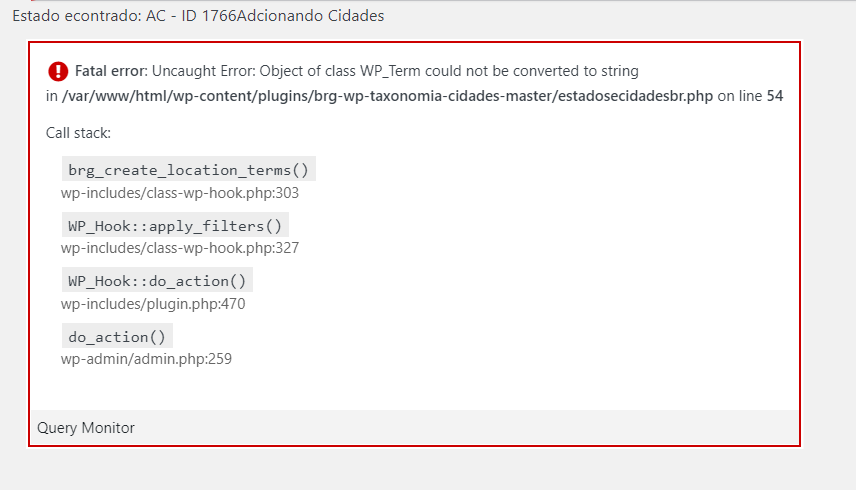 Estado econtrado: AC - ID 1766Adcionando Cidades
Fatal error: Uncaught Error: Object of class WP_Term could not be converted to string
in /var/www/html/wp-content/plugins/brg-wp-taxonomia-cidades-master/estadosecidadesbr.php on line 54
Call stack:
brg_create_location_terms()
wp-includes/class-wp-hook.php:303
WP_Hook::apply_filters()
wp-includes/class-wp-hook.php:327
WP_Hook::do_action()
wp-includes/plugin.php:470
do_action()
wp-admin/admin.php:259
Query Monitor